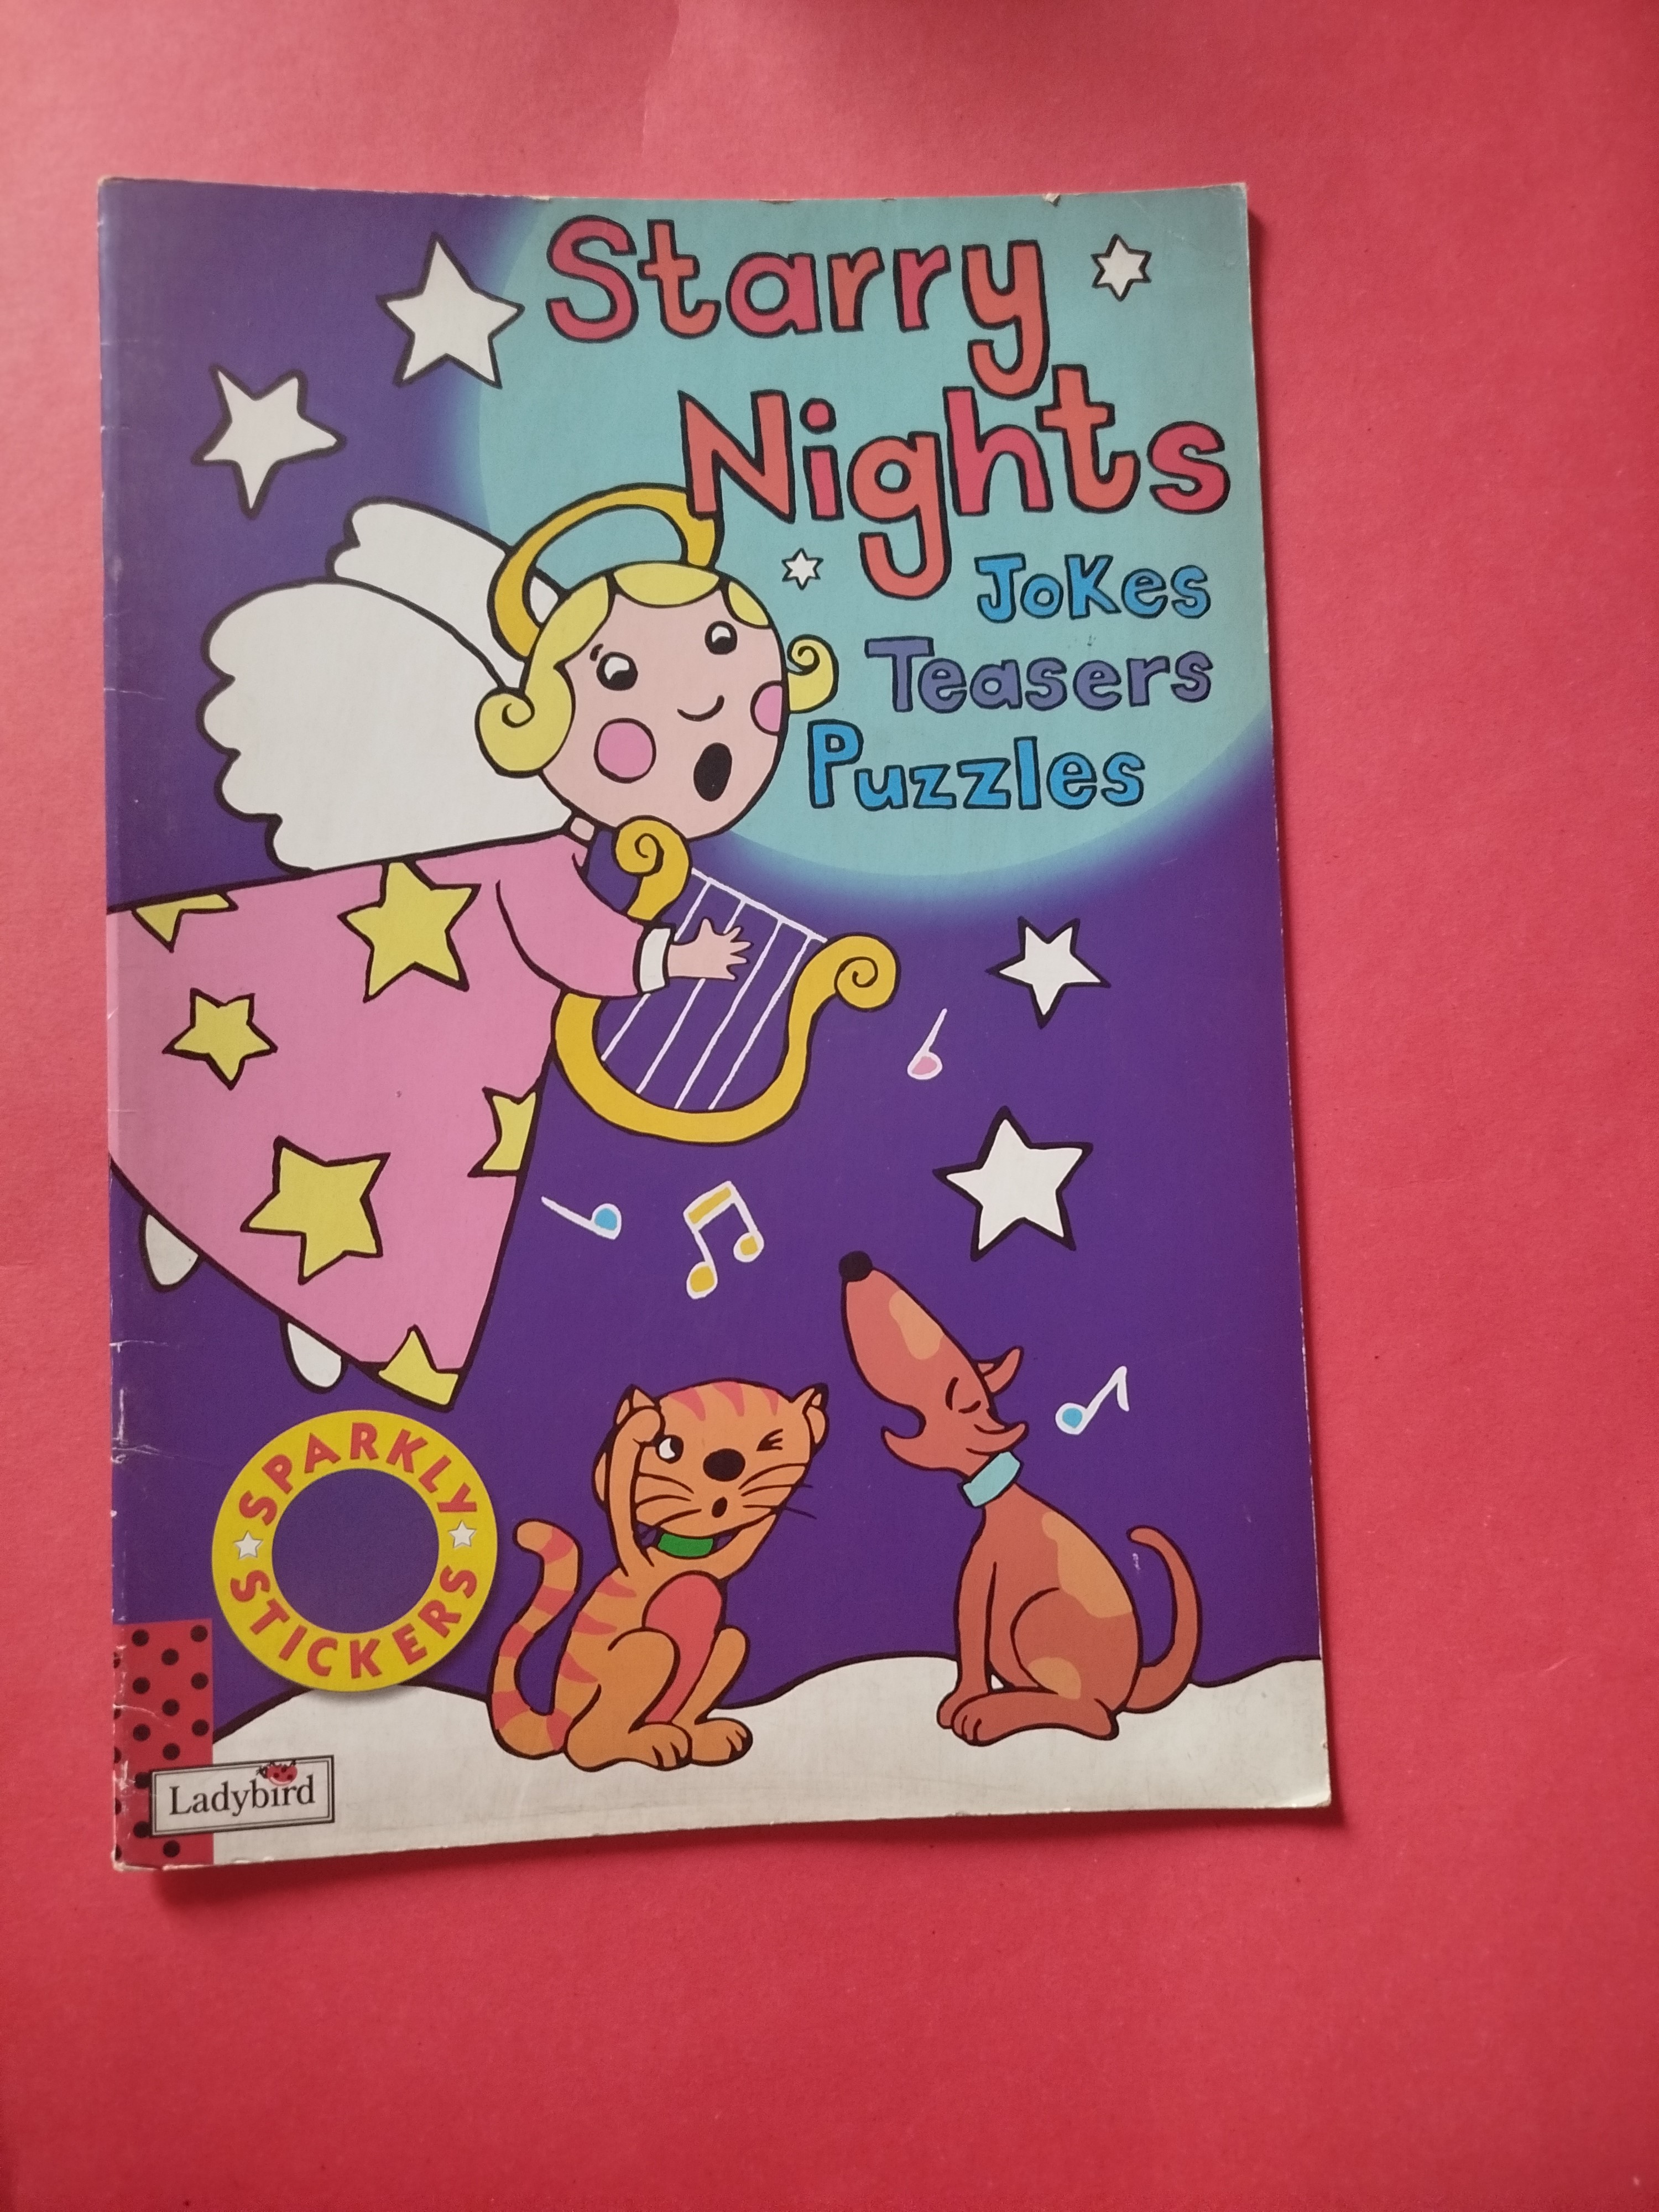 Starry
Nights
Jokes
Teasers
Puzzles
SPARKLY
STICKERS
Ladybird